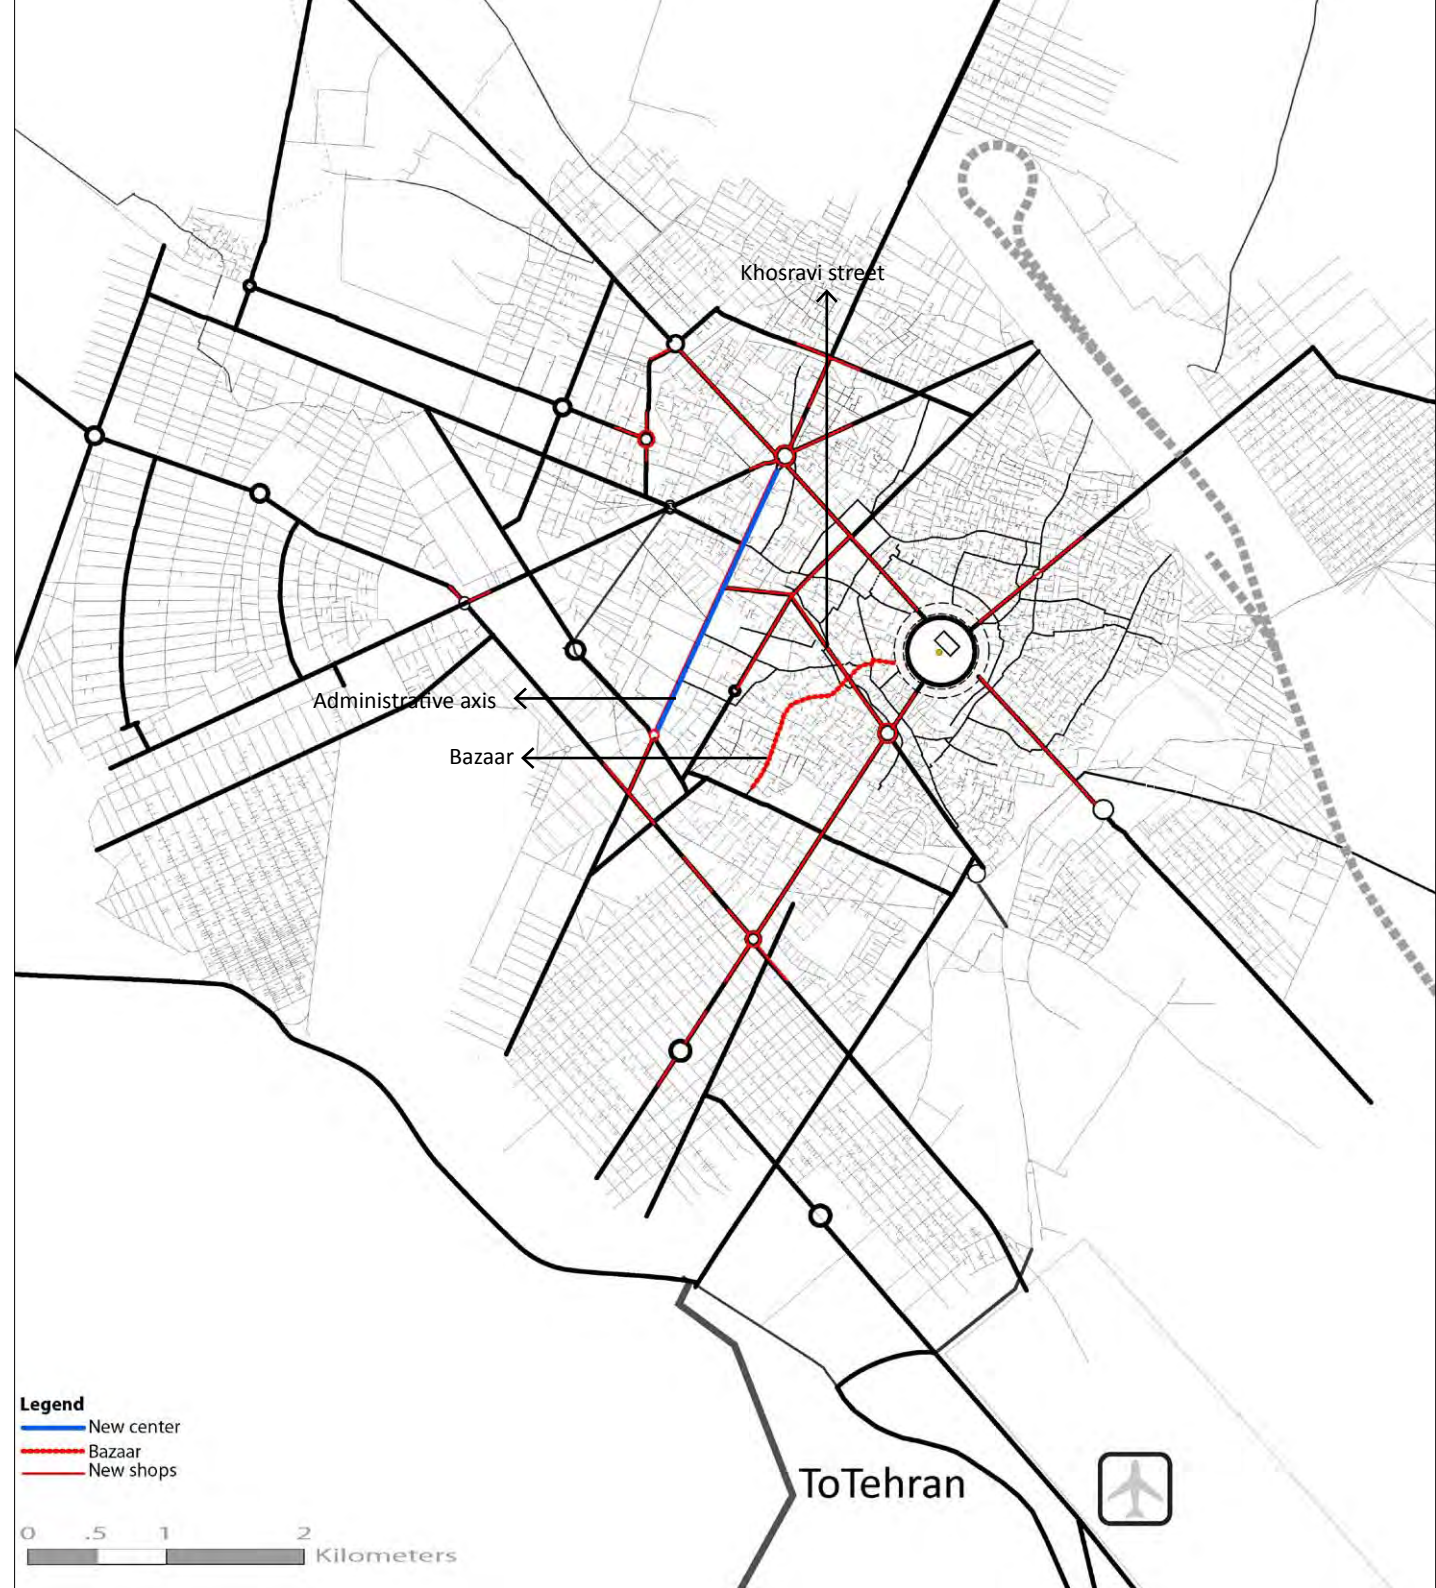 Khosravi street
Administrative axis
Bazaar
Legend
New center
Bazaar
New shops
ToTehran
0 .5 1 2
Kilometers